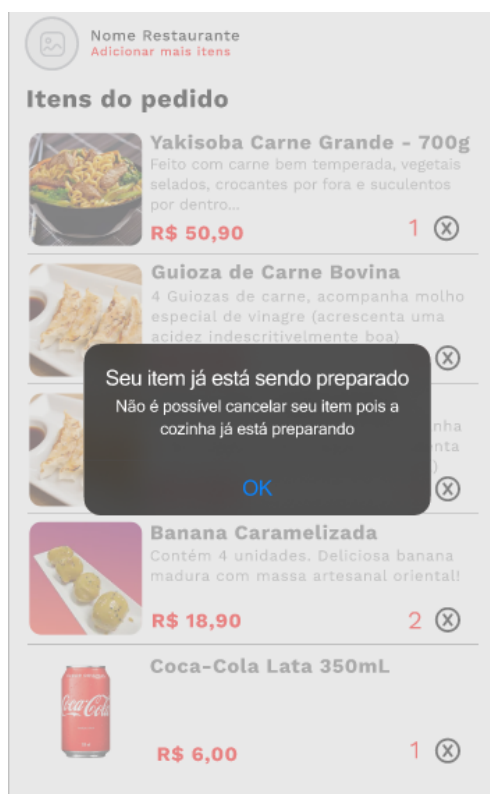 Nome Restaurante
Adicionar mais itens
Itens do pedido
Yakisoba Carne Grande - 700g
Feito com carne bem temperada, vegetais
selados, crocantes por fora e suculentos
por dentro...
R$ 50,90
1
Guioza de Carne Bovina
4 Guiozas de carne, acompanha molho
especial de vinagre (acrescenta uma
acidez indescritivelmente boa)
Seu item já está sendo preparado
Não é possível cancelar seu item pois a
cozinha já está preparando
OK
Banana Caramelizada
Contém 4 unidades. Deliciosa banana
madura com massa artesanal oriental!
R$ 18,90
2
Coca-Cola Lata 350mL
Coca-Cola
R$ 6,00
1